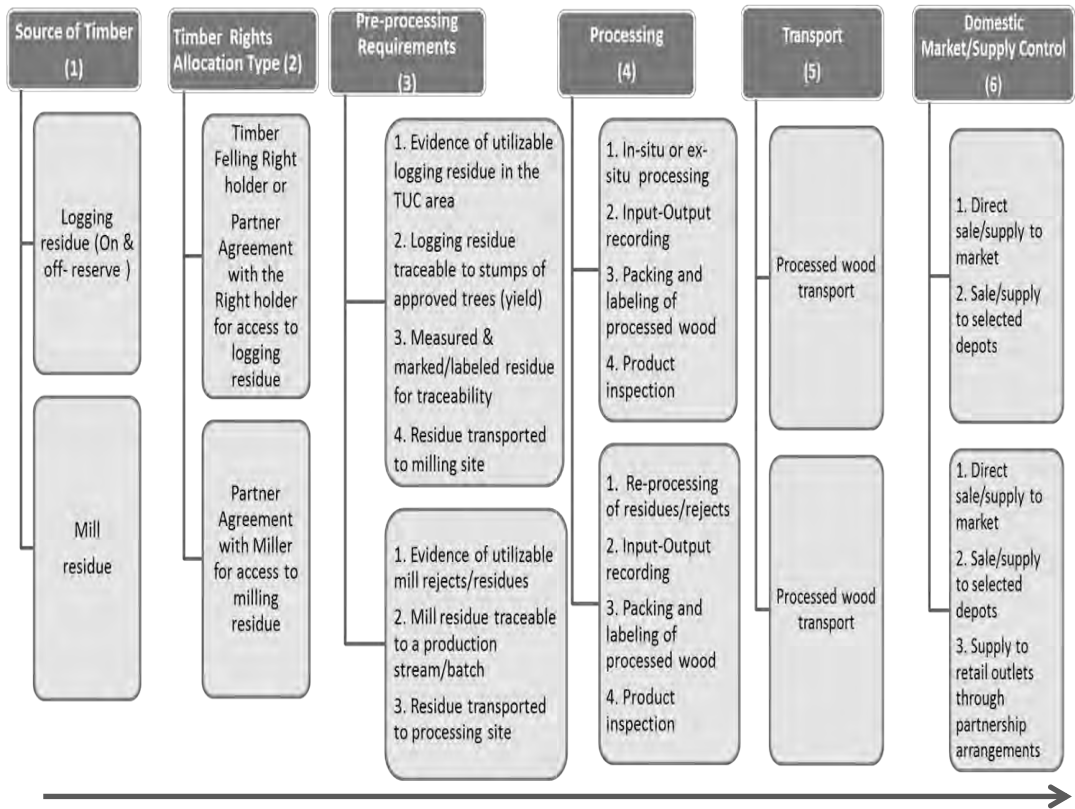 Source of Timber
(1)
Logging
residue (On &
off- reserve )
Mill
residue
Timber Rights
Allocation Type (2)
Timber
Felling Right
holder or
Partner
Agreement
with the
Right holder
for access to
logging
residue
Partner
Agreement
with Miller
for access to
milling
residue
Pre-processing
Requirements
(3)
1. Evidence of utilizable
logging residue in the
TUC area
2. Logging residue
traceable to stumps of
approved trees (yield)
3. Measured &
marked/labeled residue
for traceability
4. Residue transported
to milling site
1. Evidence of utilizable
mill rejects/residues
2. Mill residue traceable
to a production
stream/batch
3. Residue transported
to processing site
Processing
(4)
1. In-situ or ex-
situ processing
2. Input-Output
recording
3. Packing and
labeling of
processed wood
4. Product
inspection
1. Re-processing
of residues/rejects
2. Input-Output
recording
3. Packing and
labeling of
processed wood
4. Product
inspection
Transport
(5)
Processed wood
transport
Processed wood
transport
Domestic
Market/Supply Control
(6)
1. Direct
sale/supply to
market
2. Sale/supply
to selected
depots
1. Direct
sale/supply to
market
2. Sale/supply
to selected
depots
3. Supply to
retail outlets
through
partnership
arrangements